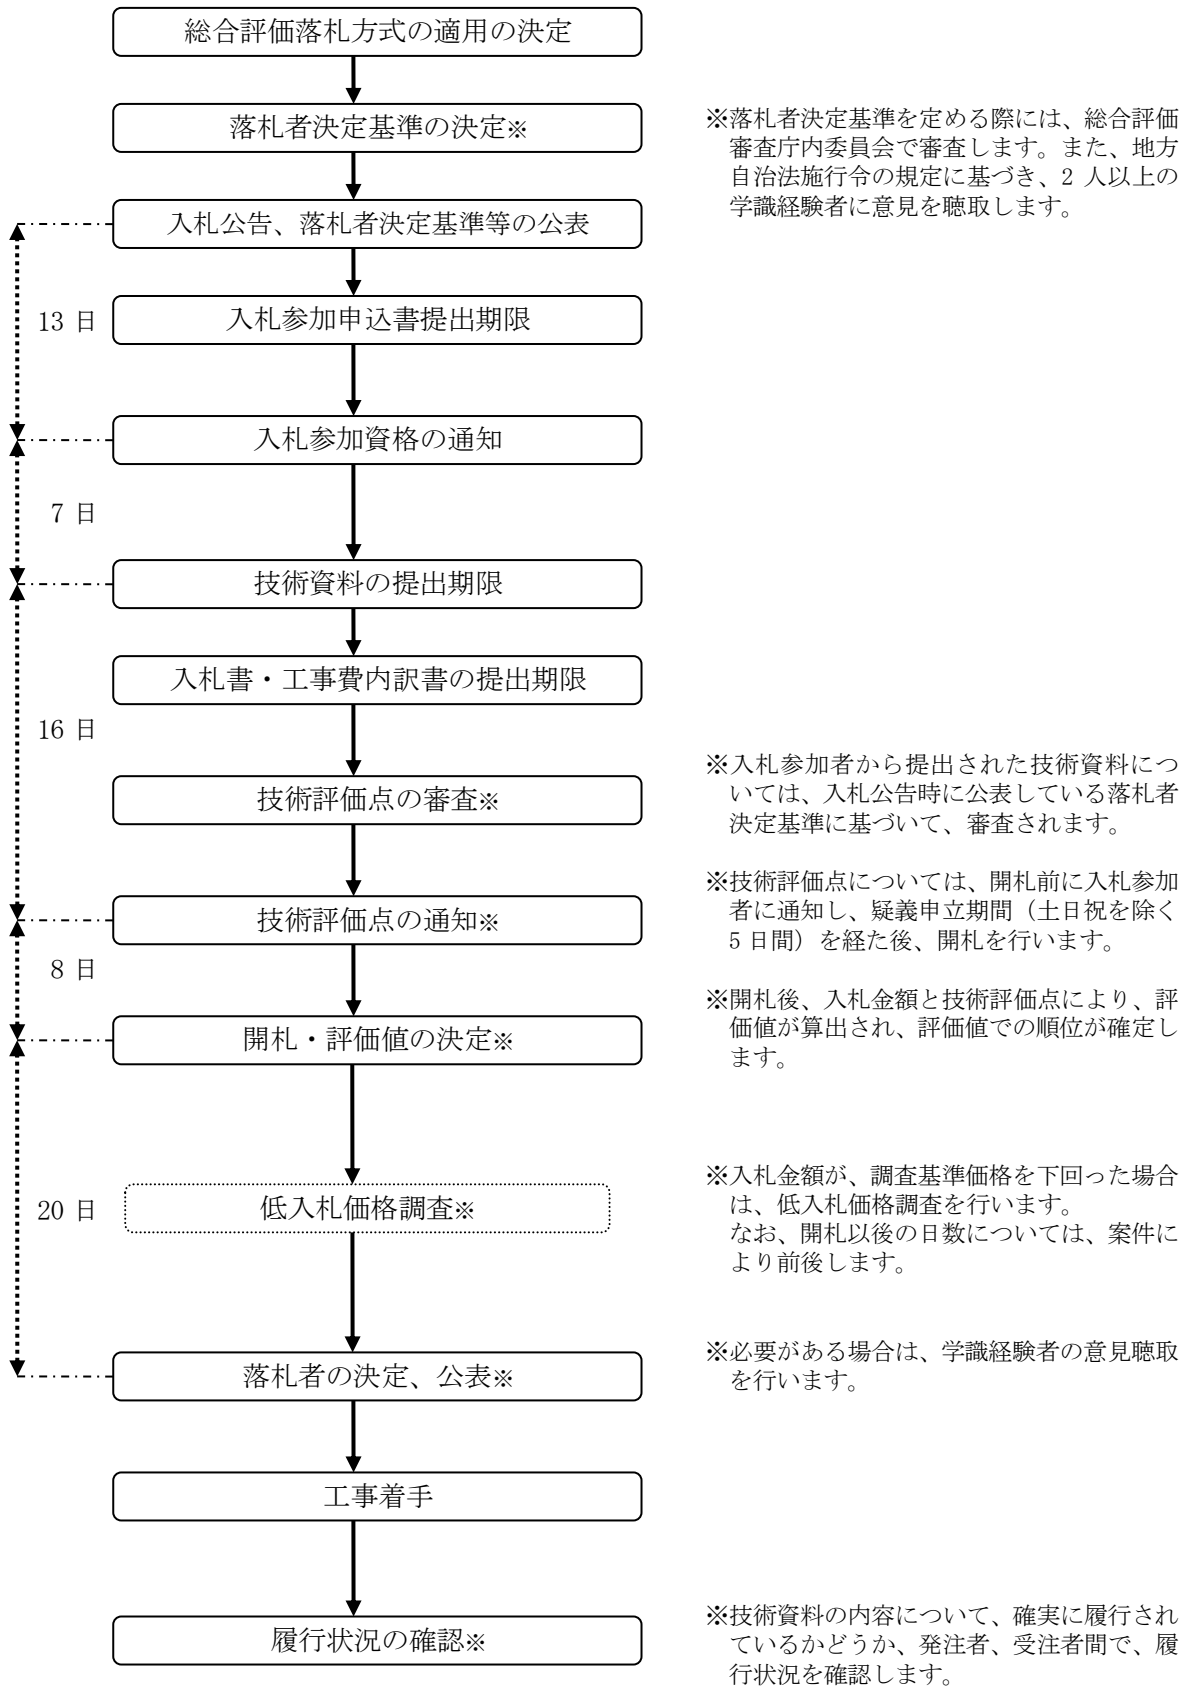 総合評価落札方式の適用の決定
落札者決定基準の決定※
※落札者決定基準を定める際には、総合評価
審査庁内委員会で審査します。また、地方
自治法施行令の規定に基づき、2 人以上の
学識経験者に意見を聴取します。
入札公告、落札者決定基準等の公表
13 日
入札参加申込書提出期限
入札参加資格の通知
7 日
技術資料の提出期限
入札書・工事費内訳書の提出期限
16 日
技術評価点の審査※
※入札参加者から提出された技術資料につ
いては、入札公告時に公表している落札者
決定基準に基づいて、審査されます。
技術評価点の通知※
※技術評価点については、開札前に入札参加
者に通知し、疑義申立期間（土日祝を除く
5 日間）を経た後、開札を行います。
8 日
開札・評価値の決定※
※開札後、入札金額と技術評価点により、評
価値が算出され、評価値での順位が確定し
ます。
20 日
低入札価格調査※
※入札金額が、調査基準価格を下回った場合
は、低入札価格調査を行います。
なお、開札以後の日数については、案件に
より前後します。
落札者の決定、公表※
※必要がある場合は、学識経験者の意見聴取
を行います。
工事着手
履行状況の確認※
※技術資料の内容について、確実に履行され
ているかどうか、発注者、受注者間で、履
行状況を確認します。